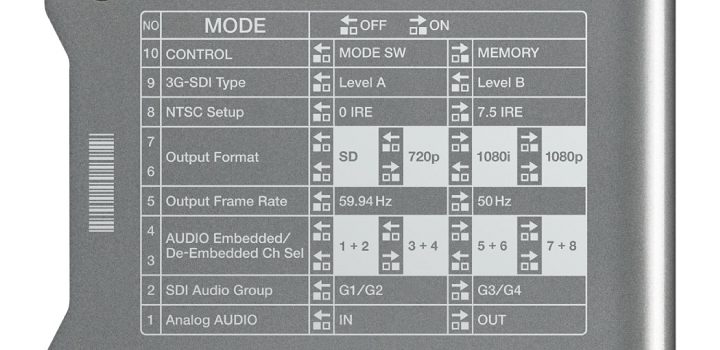 NO MODE OFF ON
10 CONTROL MODE SW MEMORY
9 3G-SDI Type Level A Level B
8 NTSC Setup 0 IRE 7.5 IRE
7
6 Output Format SD 720p 1080i 1080p
5 Output Frame Rate 59.94 Hz 50 Hz
4 AUDIO Embedded/
3 De-Embedded Ch Sel 1 + 2 3 + 4 5 + 6 7 + 8
2 SDI Audio Group G1/G2 G3/G4
1 Analog AUDIO IN OUT